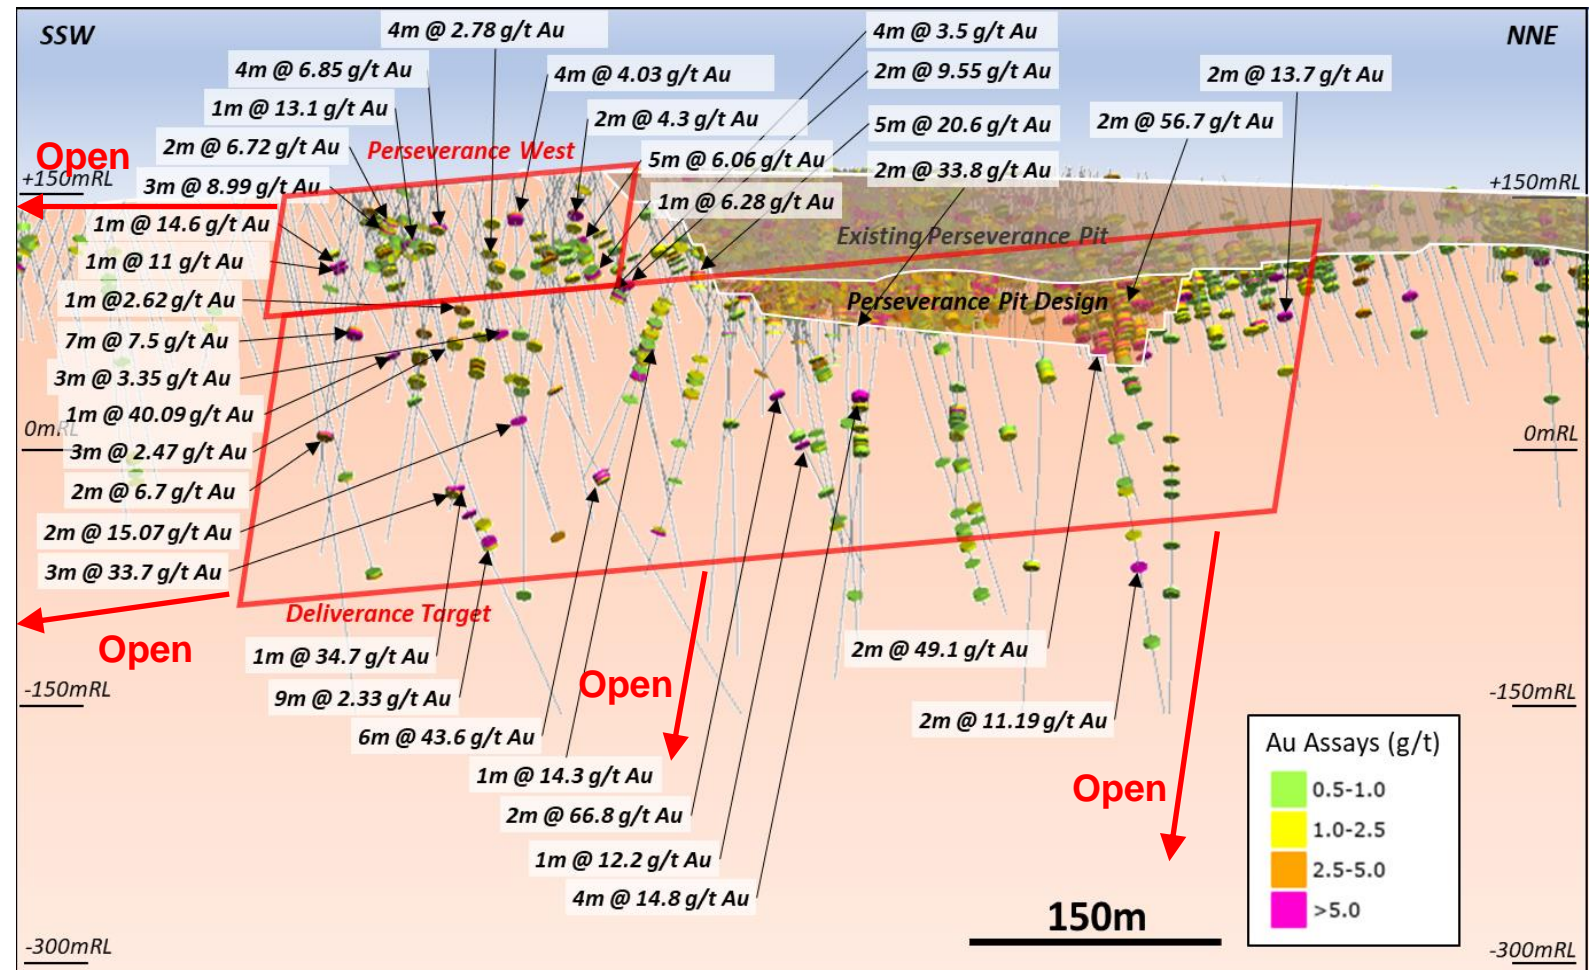 SSW
NNE
4m @ 2.78 g/t Au
4m @ 3.5 g/t Au
4m @ 6.85 g/t Au
4m @ 4.03 g/t Au
2m @ 9.55 g/t Au
2m @ 13.7 g/t Au
1m @ 13.1 g/t Au
2m @ 4.3 g/t Au
5m @ 20.6 g/t Au
2m @ 56.7 g/t Au
2m @ 6.72 g/t Au
Perseverance West
5m @ 6.06 g/t Au
2m @ 33.8 g/t Au
Open
+150mRL
3m @ 8.99 g/t Au
1m @ 6.28 g/t Au
+150mRL
1m @ 14.6 g/t Au
Existing Perseverance Pit
1m @ 11 g/t Au
1m @2.62 g/t Au
Perseverance Pit Design
7m @ 7.5 g/t Au
3m @ 3.35 g/t Au
1m @ 40.09 g/t Au
0mRL
0mRL
3m @ 2.47 g/t Au
2m @ 6.7 g/t Au
2m @ 15.07 g/t Au
3m @ 33.7 g/t Au
Deliverance Target
Open
1m @ 34.7 g/t Au
2m @ 49.1 g/t Au
Open
-150mRL
-150mRL
9m @ 2.33 g/t Au
6m @ 43.6 g/t Au
2m @ 11.19 g/t Au
1m @ 14.3 g/t Au
Open
2m @ 66.8 g/t Au
1m @ 12.2 g/t Au
4m @ 14.8 g/t Au
Au Assays (g/t)
0.5-1.0
1.0-2.5
2.5-5.0
>5.0
150m
-300mRL
-300mRL